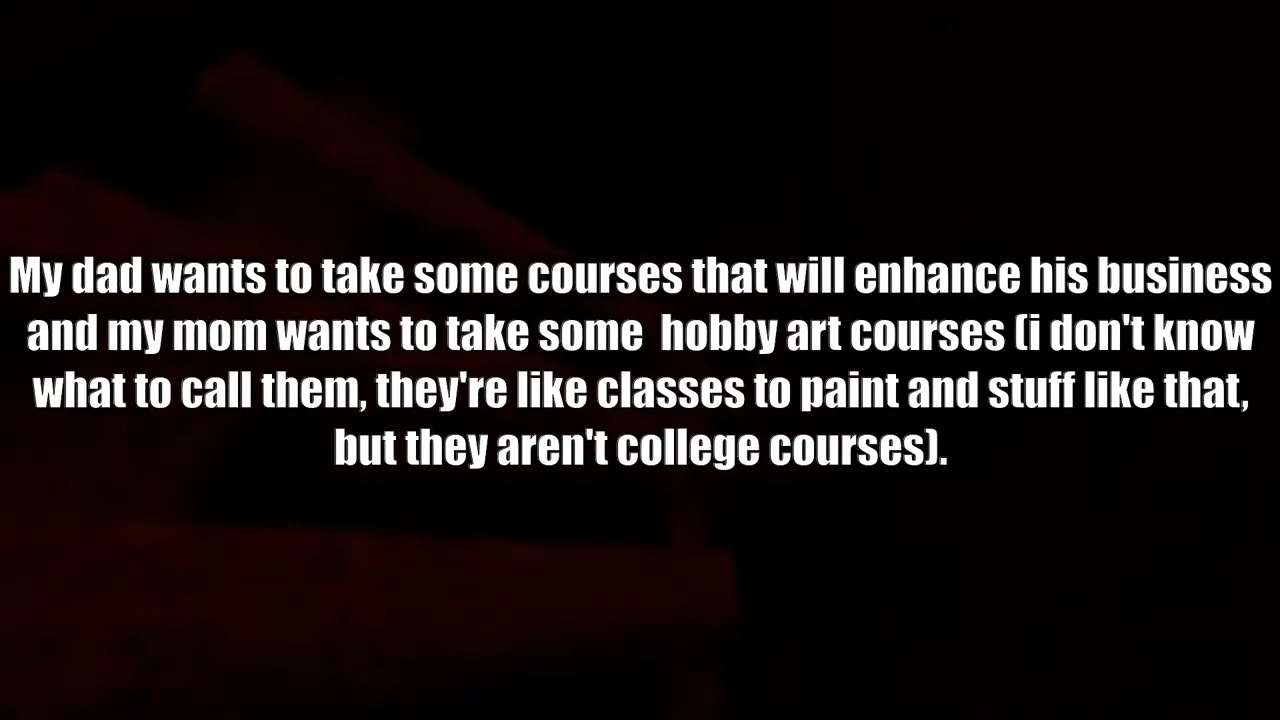 My dad wants to take some courses that will enhance his business
and my mom wants to take some  hobby art courses (i don't know
what to call them, they're like classes to paint and stuff like that,
but they aren't college courses).